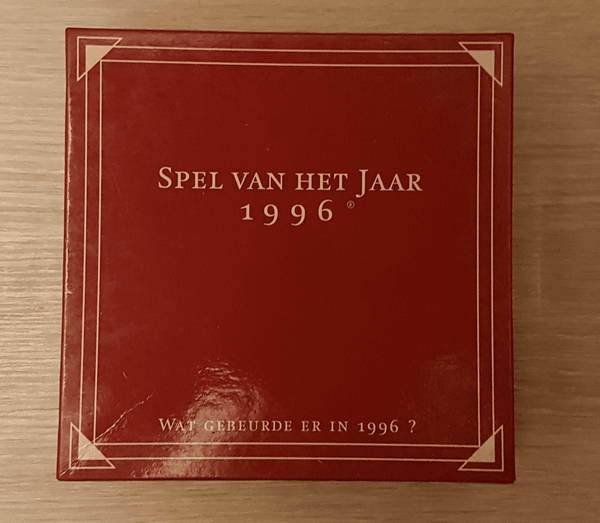 Spel van het Jaar
1996 ®
Wat gebeurde er in 1996 ?